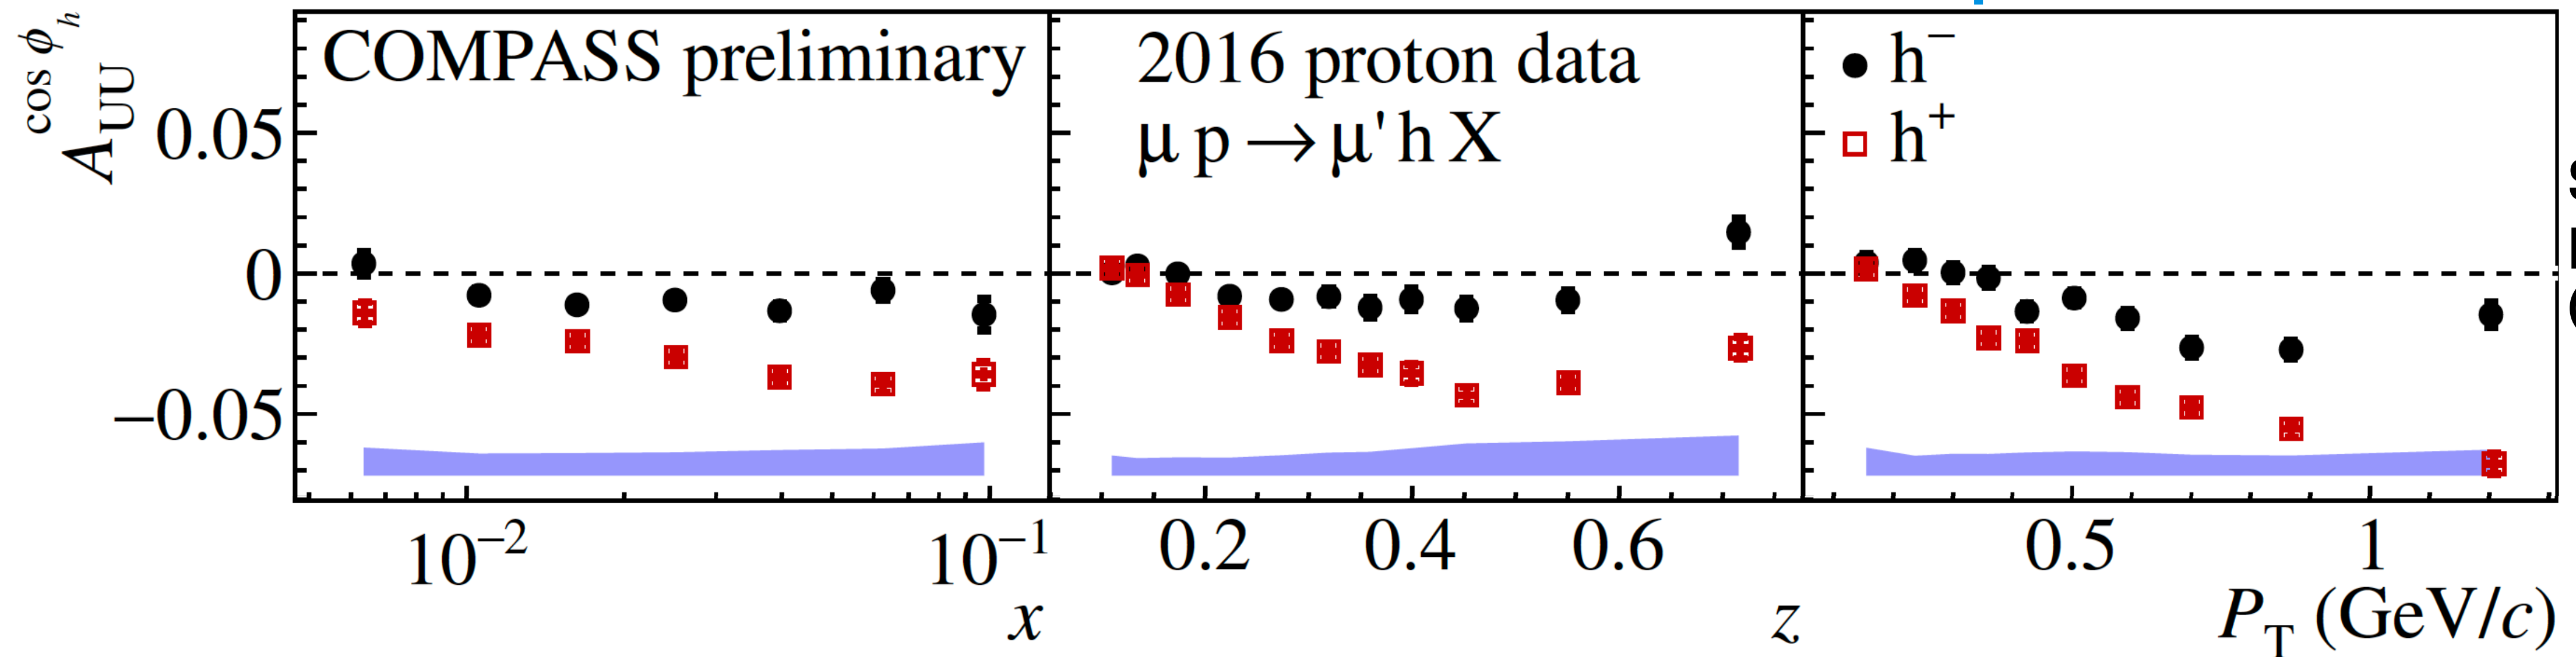 A_UU^cos φ_h
COMPASS preliminary
2016 proton data
μ p → μ' h X
h⁻
h⁺
0.05
0
−0.05
10⁻² 10⁻¹
x
0.2 0.4 0.6
z
0.5 1
P_T (GeV/c)